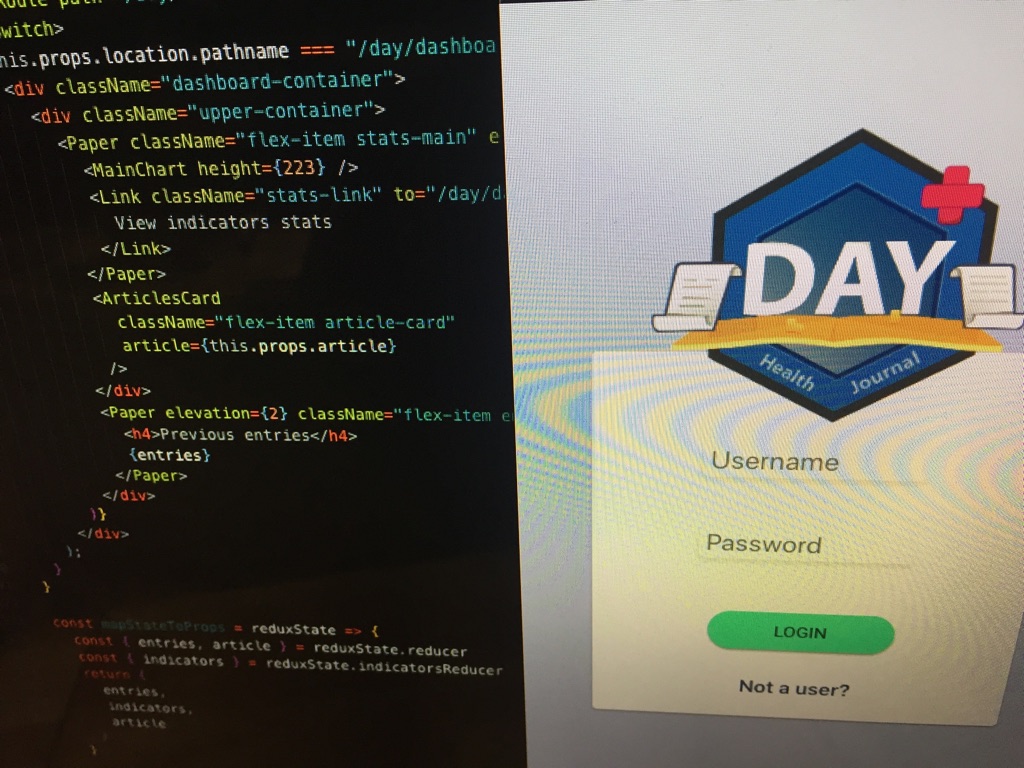 witch>
his.props.location.pathname === "/day/dashboa
<div className="dashboard-container">
<div className="upper-container">
<Paper className="flex-item stats-main" e
<MainChart height={223} />
<Link className="stats-link" to="/day/d
View indicators stats
</Link>
</Paper>
<ArticlesCard
className="flex-item article-card"
article={this.props.article}
/>
</div>
<Paper elevation={2} className="flex-item e
<h4>Previous entries</h4>
{entries}
</Paper>
</div>
)}
</div>
);
}
}
const mapStateToProps = reduxState => {
const { entries, article } = reduxState.reducer
const { indicators } = reduxState.indicatorsReducer
return {
entries,
indicators,
article
}
}
DAY
Health Journal
Username
Password
LOGIN
Not a user?